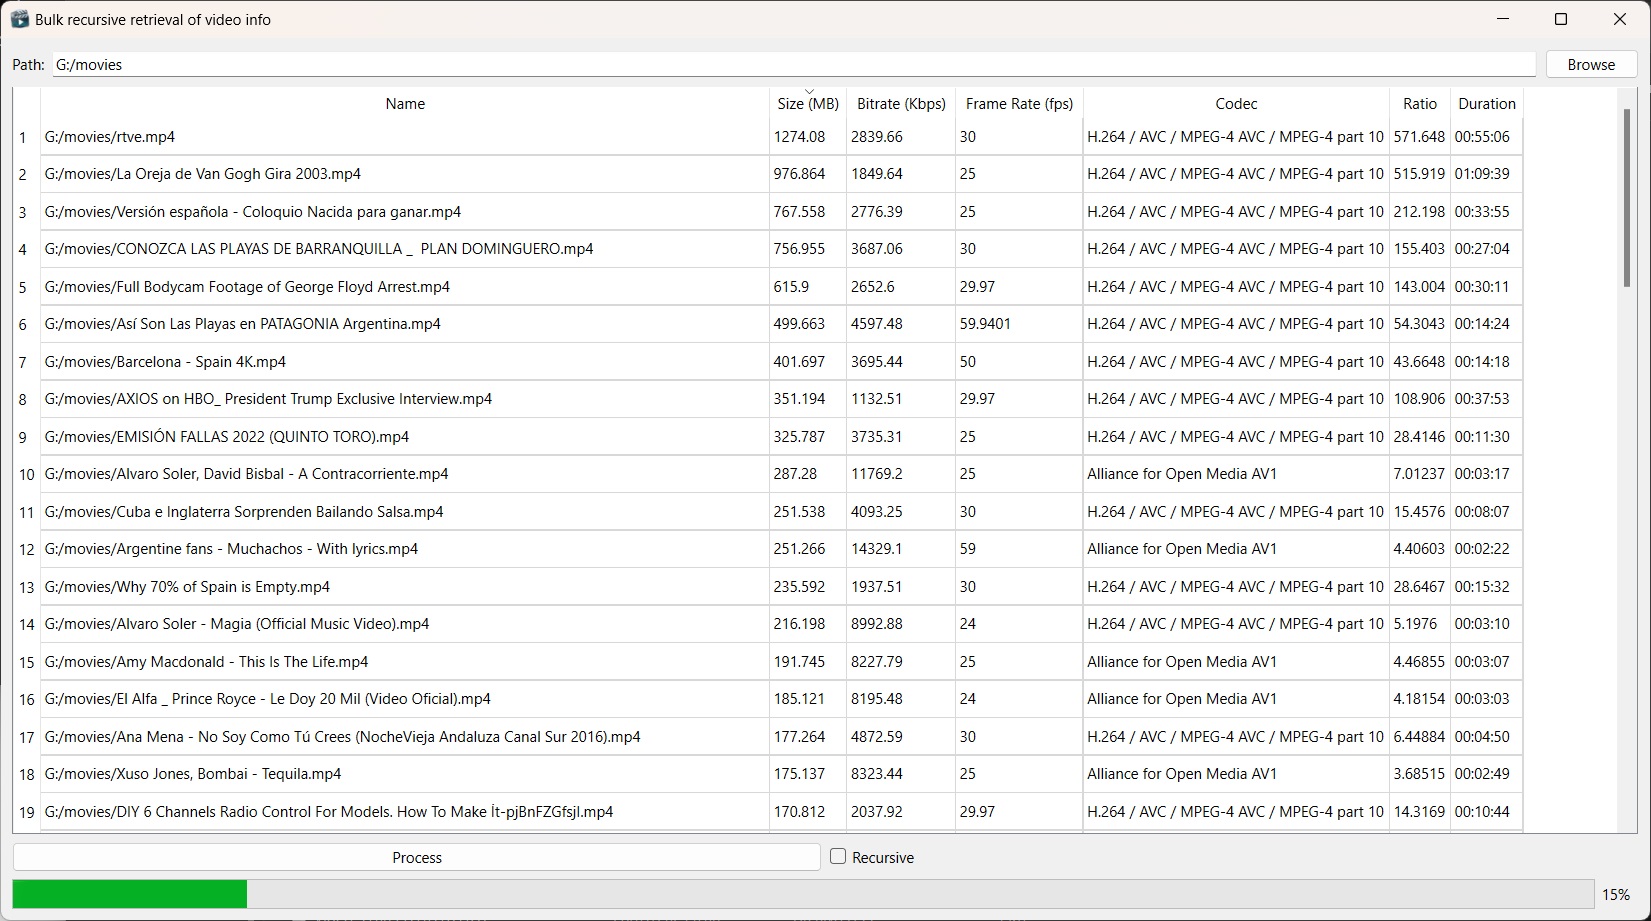 Bulk recursive retrieval of video info
Path: G:/movies Browse
Name Size (MB) Bitrate (Kbps) Frame Rate (fps) Codec Ratio Duration
1 G:/movies/rtve.mp4 1274.08 2839.66 30 H.264 / AVC / MPEG-4 AVC / MPEG-4 part 10 571.648 00:55:06
2 G:/movies/La Oreja de Van Gogh Gira 2003.mp4 976.864 1849.64 25 H.264 / AVC / MPEG-4 AVC / MPEG-4 part 10 515.919 01:09:39
3 G:/movies/Versión española - Coloquio Nacida para ganar.mp4 767.558 2776.39 25 H.264 / AVC / MPEG-4 AVC / MPEG-4 part 10 212.198 00:33:55
4 G:/movies/CONOZCA LAS PLAYAS DE BARRANQUILLA _  PLAN DOMINGUERO.mp4 756.955 3687.06 30 H.264 / AVC / MPEG-4 AVC / MPEG-4 part 10 155.403 00:27:04
5 G:/movies/Full Bodycam Footage of George Floyd Arrest.mp4 615.9 2652.6 29.97 H.264 / AVC / MPEG-4 AVC / MPEG-4 part 10 143.004 00:30:11
6 G:/movies/Así Son Las Playas en PATAGONIA Argentina.mp4 499.663 4597.48 59.9401 H.264 / AVC / MPEG-4 AVC / MPEG-4 part 10 54.3043 00:14:24
7 G:/movies/Barcelona - Spain 4K.mp4 401.697 3695.44 50 H.264 / AVC / MPEG-4 AVC / MPEG-4 part 10 43.6648 00:14:18
8 G:/movies/AXIOS on HBO_ President Trump Exclusive Interview.mp4 351.194 1132.51 29.97 H.264 / AVC / MPEG-4 AVC / MPEG-4 part 10 108.906 00:37:53
9 G:/movies/EMISIÓN FALLAS 2022 (QUINTO TORO).mp4 325.787 3735.31 25 H.264 / AVC / MPEG-4 AVC / MPEG-4 part 10 28.4146 00:11:30
10 G:/movies/Alvaro Soler, David Bisbal - A Contracorriente.mp4 287.28 11769.2 25 Alliance for Open Media AV1 7.01237 00:03:17
11 G:/movies/Cuba e Inglaterra Sorprenden Bailando Salsa.mp4 251.538 4093.25 30 H.264 / AVC / MPEG-4 AVC / MPEG-4 part 10 15.4576 00:08:07
12 G:/movies/Argentine fans - Muchachos - With lyrics.mp4 251.266 14329.1 59 Alliance for Open Media AV1 4.40603 00:02:22
13 G:/movies/Why 70% of Spain is Empty.mp4 235.592 1937.51 30 H.264 / AVC / MPEG-4 AVC / MPEG-4 part 10 28.6467 00:15:32
14 G:/movies/Alvaro Soler - Magia (Official Music Video).mp4 216.198 8992.88 24 H.264 / AVC / MPEG-4 AVC / MPEG-4 part 10 5.1976 00:03:10
15 G:/movies/Amy Macdonald - This Is The Life.mp4 191.745 8227.79 25 Alliance for Open Media AV1 4.46855 00:03:07
16 G:/movies/El Alfa _ Prince Royce - Le Doy 20 Mil (Video Oficial).mp4 185.121 8195.48 24 Alliance for Open Media AV1 4.18154 00:03:03
17 G:/movies/Ana Mena - No Soy Como Tú Crees (NocheVieja Andaluza Canal Sur 2016).mp4 177.264 4872.59 30 H.264 / AVC / MPEG-4 AVC / MPEG-4 part 10 6.44884 00:04:50
18 G:/movies/Xuso Jones, Bombai - Tequila.mp4 175.137 8323.44 25 Alliance for Open Media AV1 3.68515 00:02:49
19 G:/movies/DIY 6 Channels Radio Control For Models. How To Make İt-pjBnFZGfsjI.mp4 170.812 2037.92 29.97 H.264 / AVC / MPEG-4 AVC / MPEG-4 part 10 14.3169 00:10:44
Process Recursive
15%